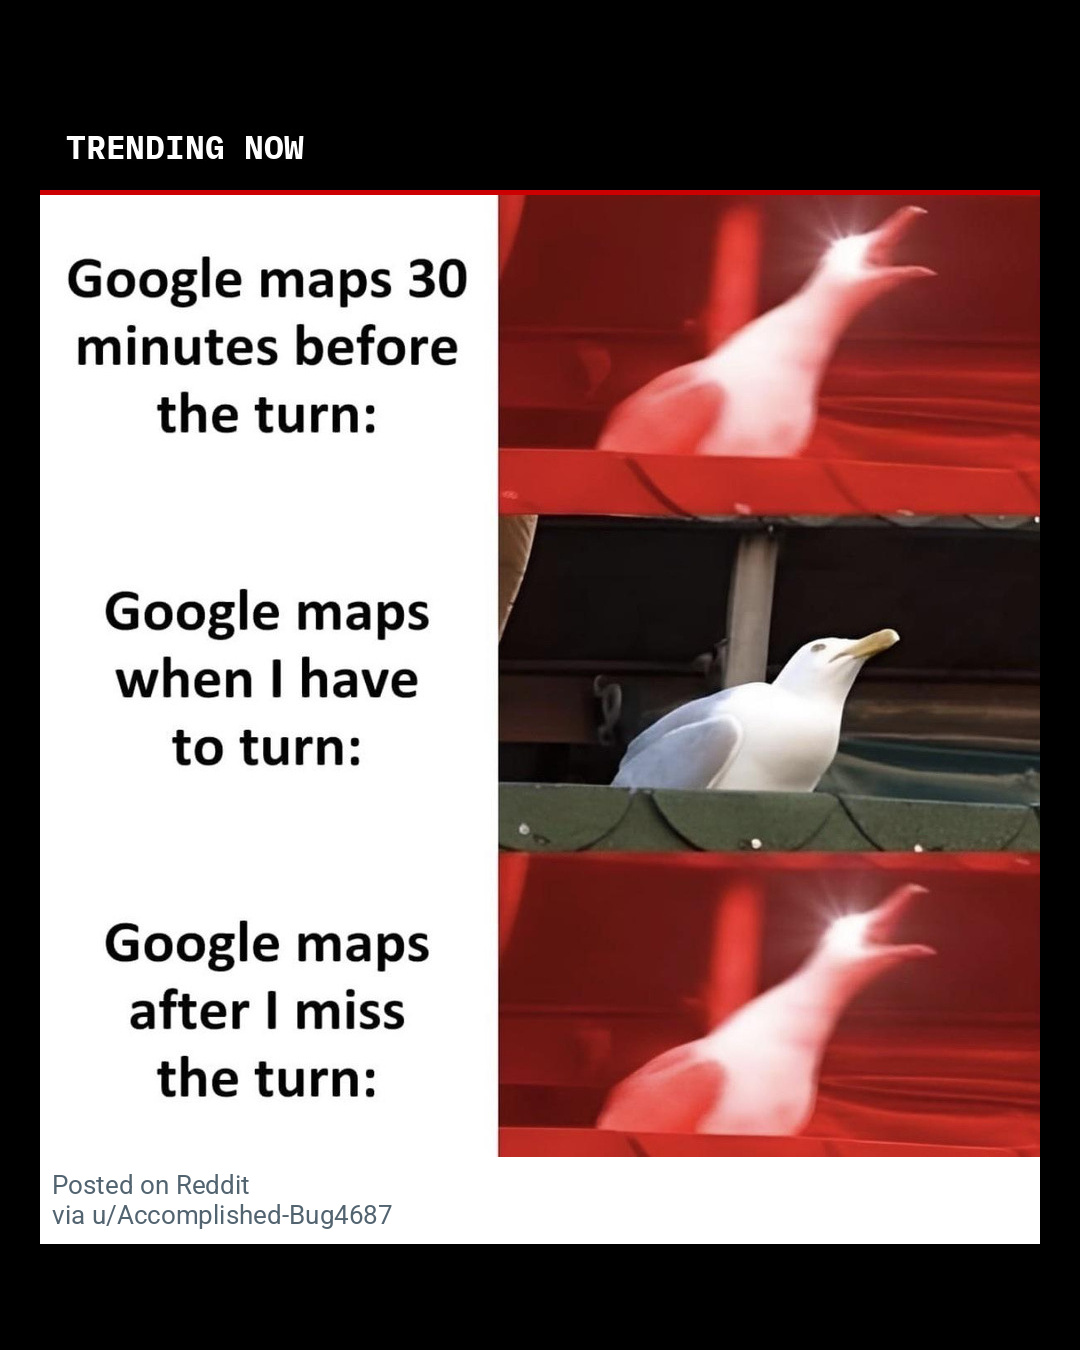 TRENDING NOW
Google maps 30
minutes before
the turn:
Google maps
when I have
to turn:
Google maps
after I miss
the turn:
Posted on Reddit
via u/Accomplished-Bug4687